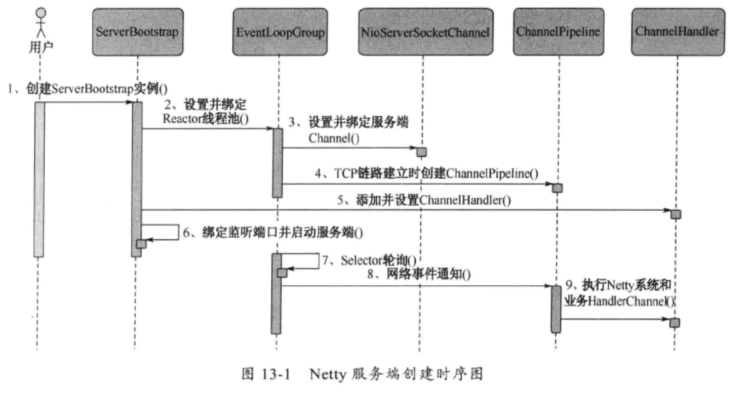 用户
ServerBootstrap
EventLoopGroup
NioServerSocketChannel
ChannelPipeline
ChannelHandler
1、创建ServerBootstrap实例()
2、设置并绑定
Reactor线程池()
3、设置并绑定服务端
Channel()
4、TCP链路建立时创建ChannelPipeline()
5、添加并设置ChannelHandler()
6、绑定监听端口并启动服务端()
7、Selector轮询()
8、网络事件通知()
9、执行Netty系统和
业务HandlerChannel()
图 13-1 Netty 服务端创建时序图